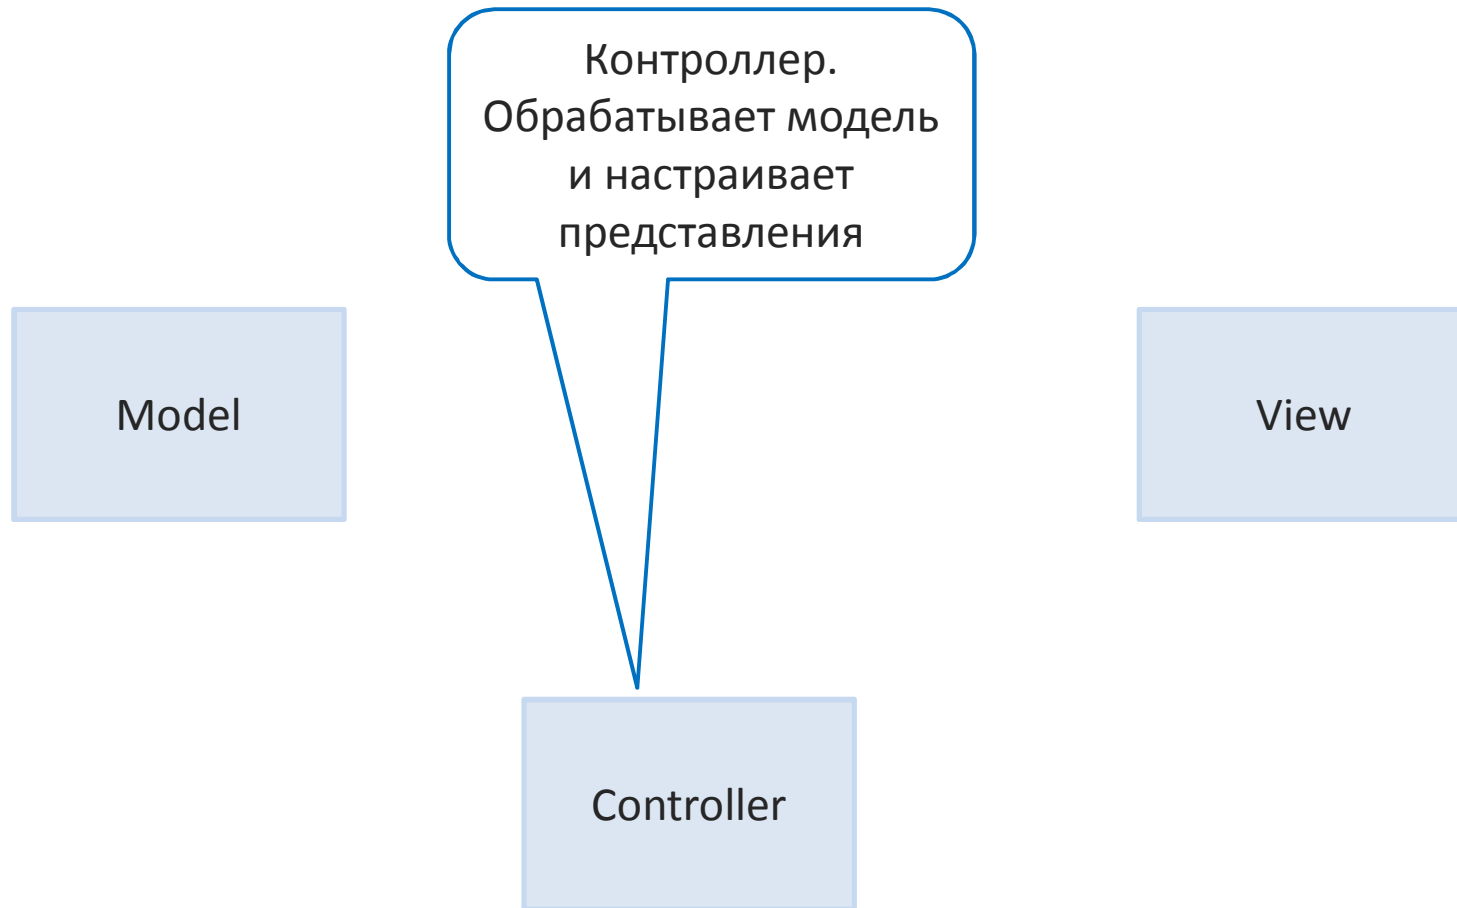 Контроллер.
Обрабатывает модель
и настраивает
представления
Model
View
Controller